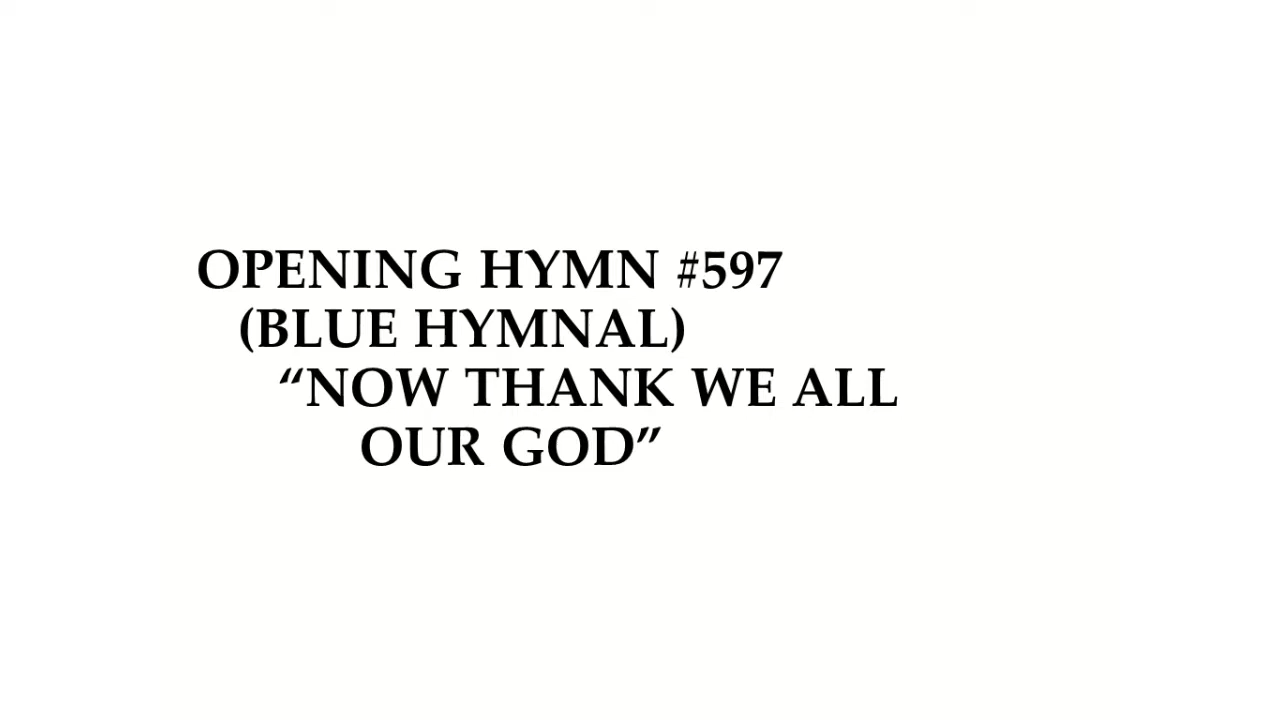 OPENING HYMN #597
(BLUE HYMNAL)
“NOW THANK WE ALL
OUR GOD”